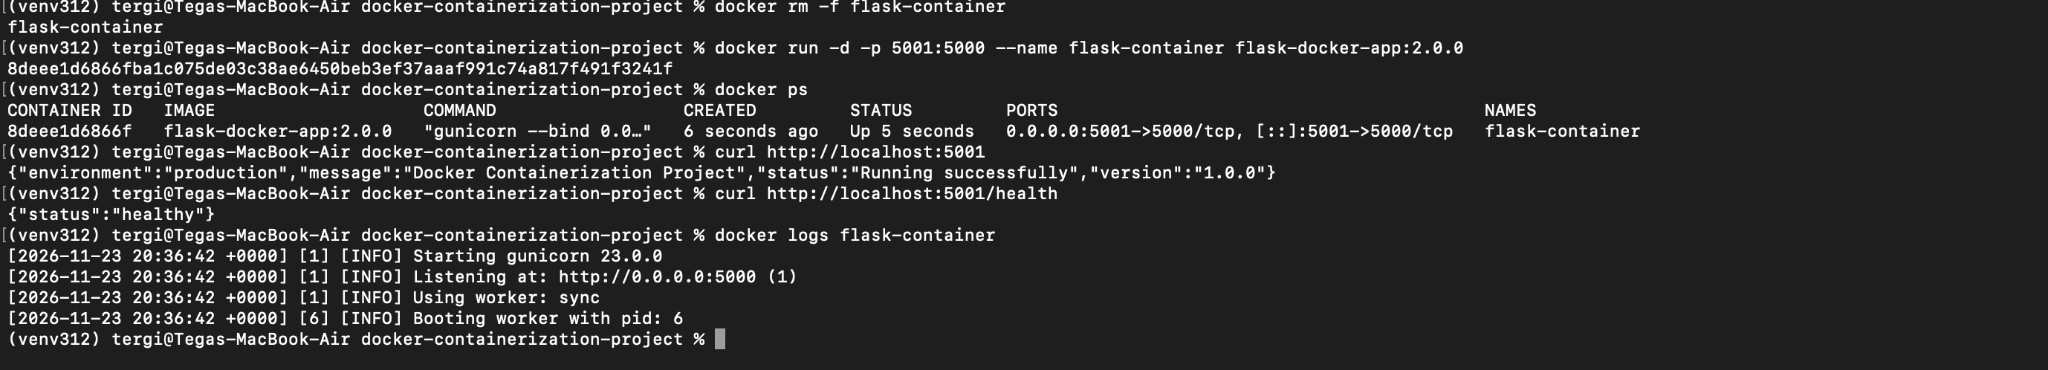 [(venv312) tergi@Tegas-MacBook-Air docker-containerization-project % docker rm -f flask-container
flask-container
[(venv312) tergi@Tegas-MacBook-Air docker-containerization-project % docker run -d -p 5001:5000 --name flask-container flask-docker-app:2.0.0
8deee1d6866fba1c075de03c38ae6450beb3ef37aaaf991c74a817f491f3241f
[(venv312) tergi@Tegas-MacBook-Air docker-containerization-project % docker ps
CONTAINER ID   IMAGE                    COMMAND                  CREATED         STATUS         PORTS                                         NAMES
8deee1d6866f   flask-docker-app:2.0.0   "gunicorn --bind 0.0…"   6 seconds ago   Up 5 seconds   0.0.0.0:5001->5000/tcp, [::]:5001->5000/tcp   flask-container
[(venv312) tergi@Tegas-MacBook-Air docker-containerization-project % curl http://localhost:5001
{"environment":"production","message":"Docker Containerization Project","status":"Running successfully","version":"1.0.0"}
[(venv312) tergi@Tegas-MacBook-Air docker-containerization-project % curl http://localhost:5001/health
{"status":"healthy"}
[(venv312) tergi@Tegas-MacBook-Air docker-containerization-project % docker logs flask-container
[2026-11-23 20:36:42 +0000] [1] [INFO] Starting gunicorn 23.0.0
[2026-11-23 20:36:42 +0000] [1] [INFO] Listening at: http://0.0.0.0:5000 (1)
[2026-11-23 20:36:42 +0000] [1] [INFO] Using worker: sync
[2026-11-23 20:36:42 +0000] [6] [INFO] Booting worker with pid: 6
(venv312) tergi@Tegas-MacBook-Air docker-containerization-project %